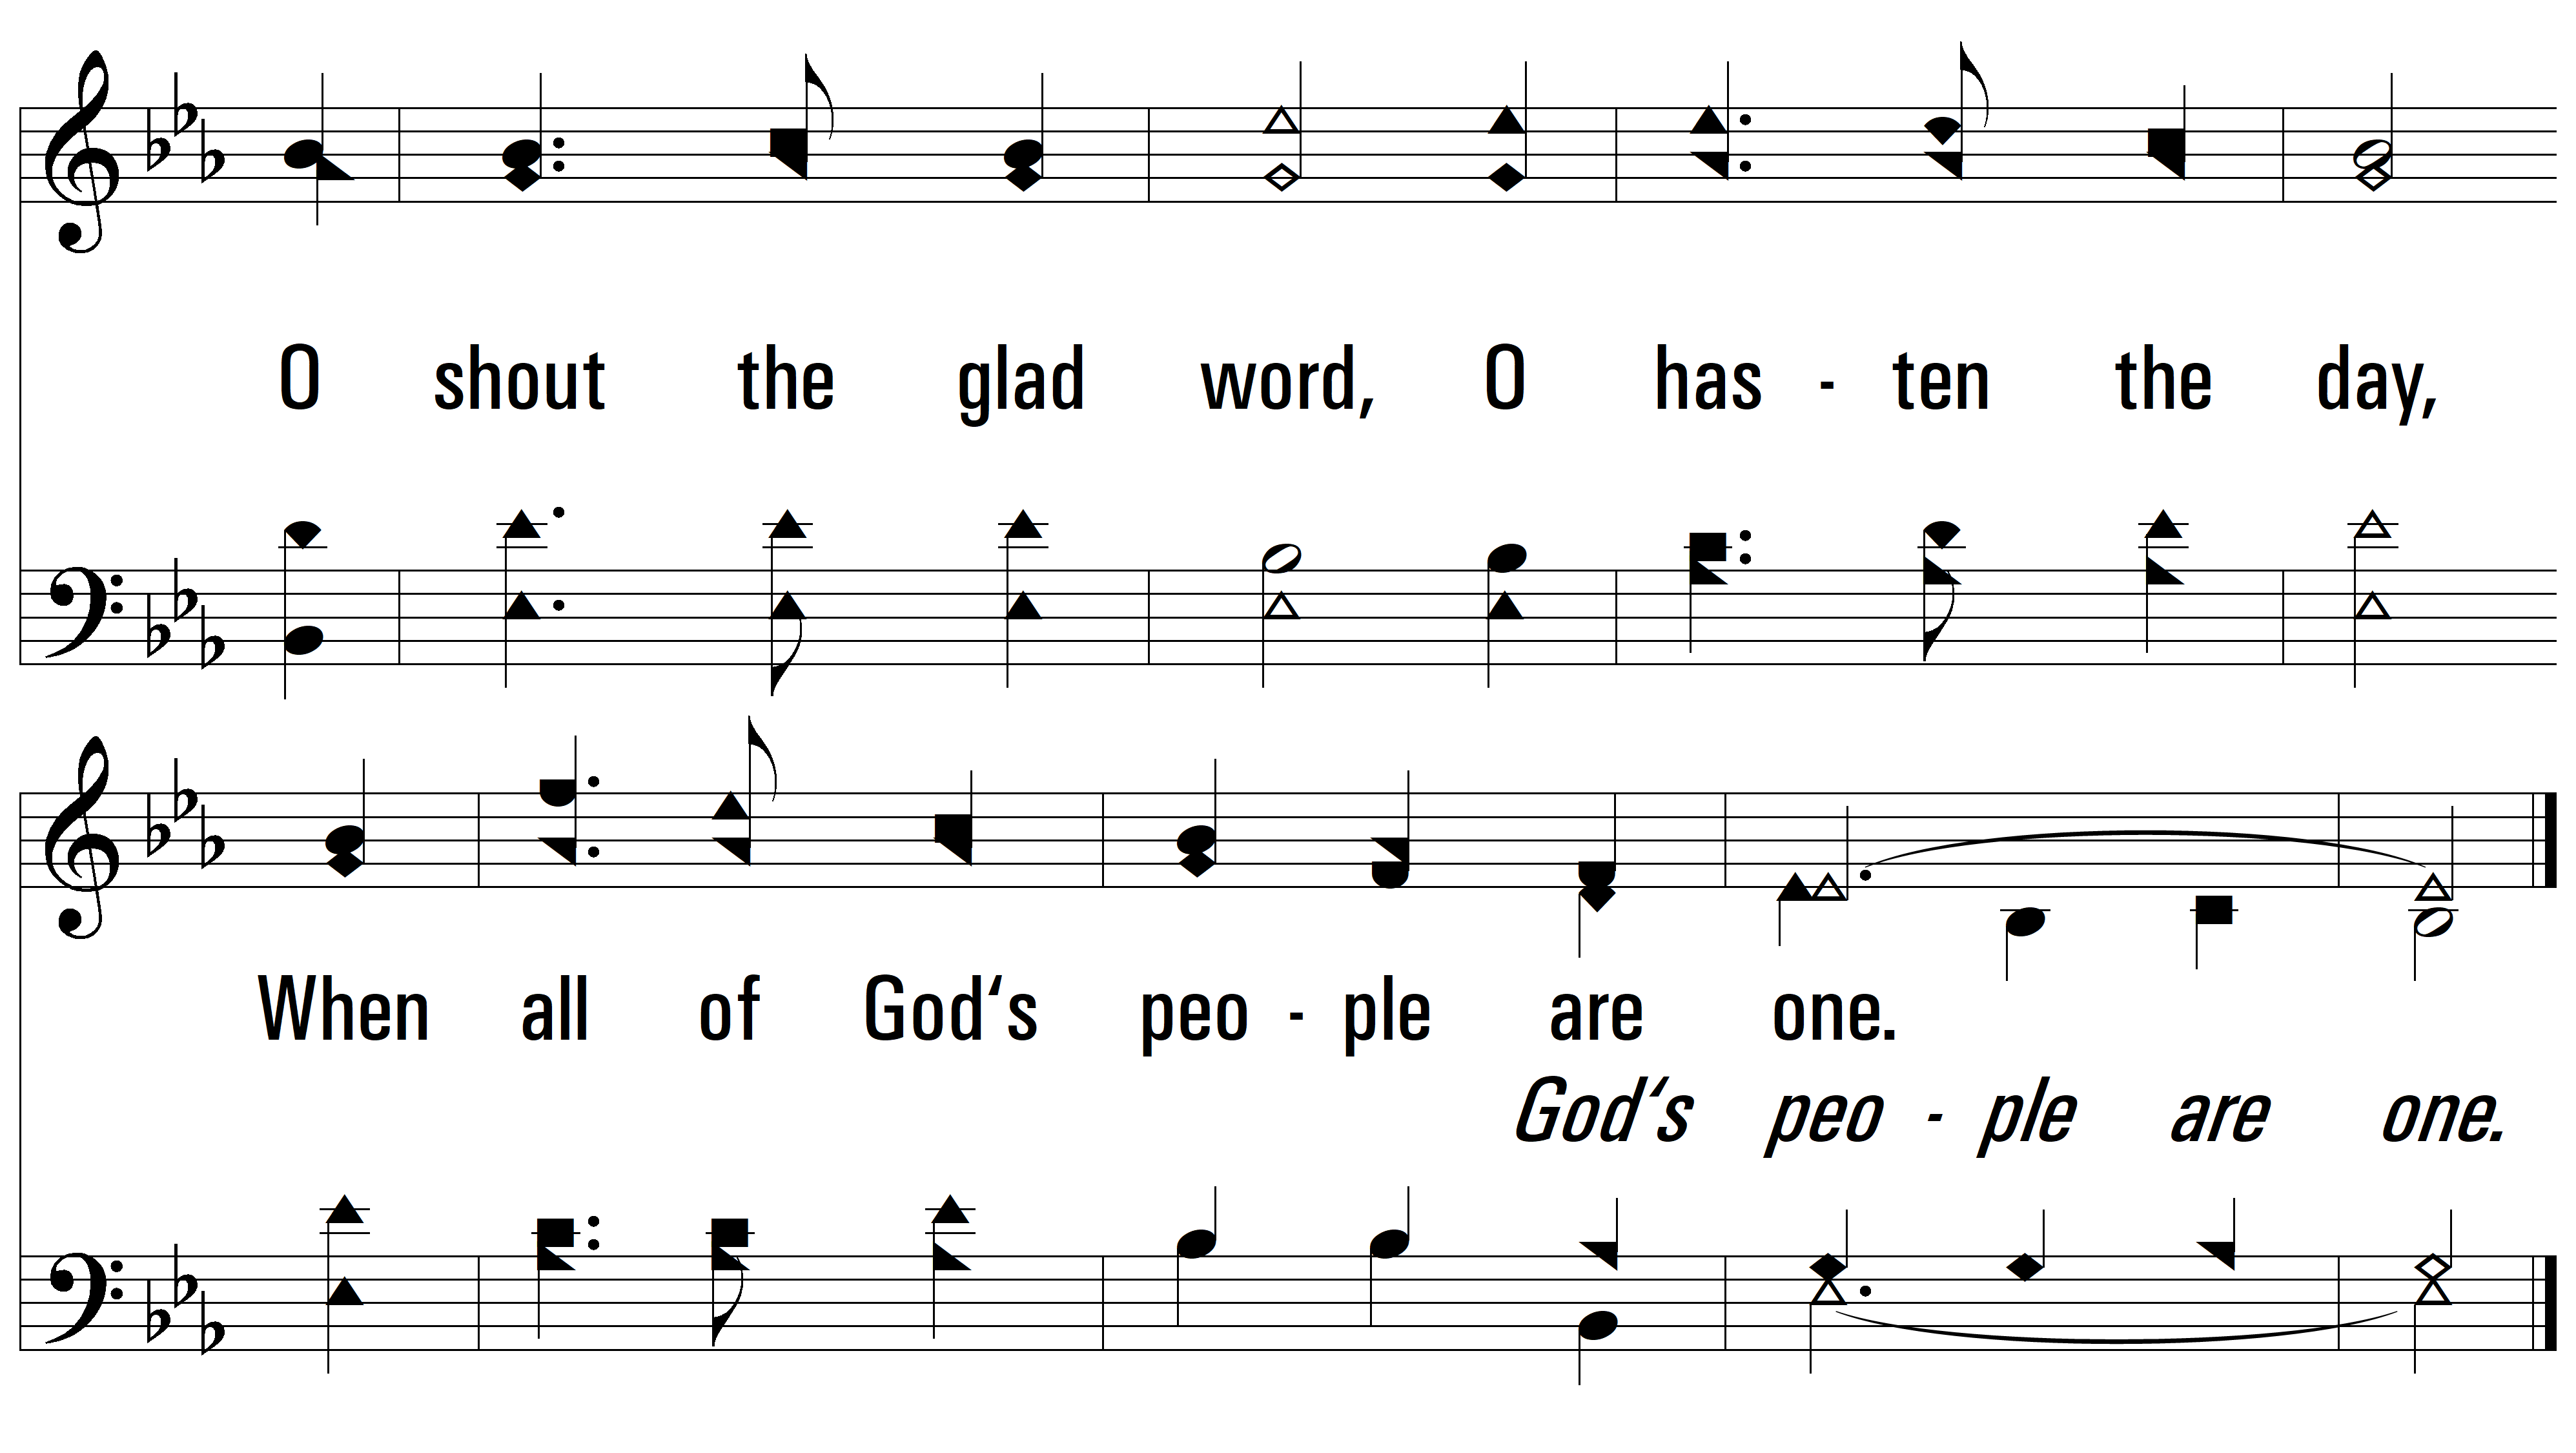 O shout the glad word, O has - ten the day,
When all of God‘s peo - ple are one.
God‘s peo - ple are one.